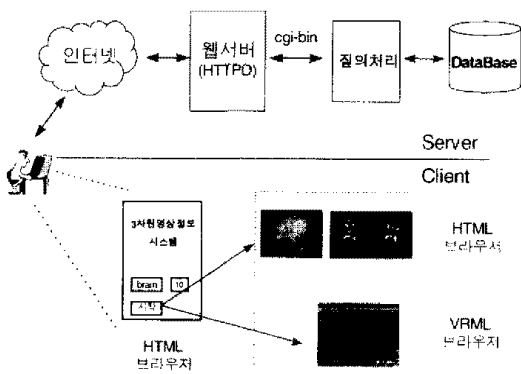 인터넷
웹서버
(HTTPD)
cgi-bin
질의처리
DataBase
Server
Client
3차원영상정보
시스템
brain
10
시작
HTML
브라우저
HTML
브라우저
VRML
브라우저